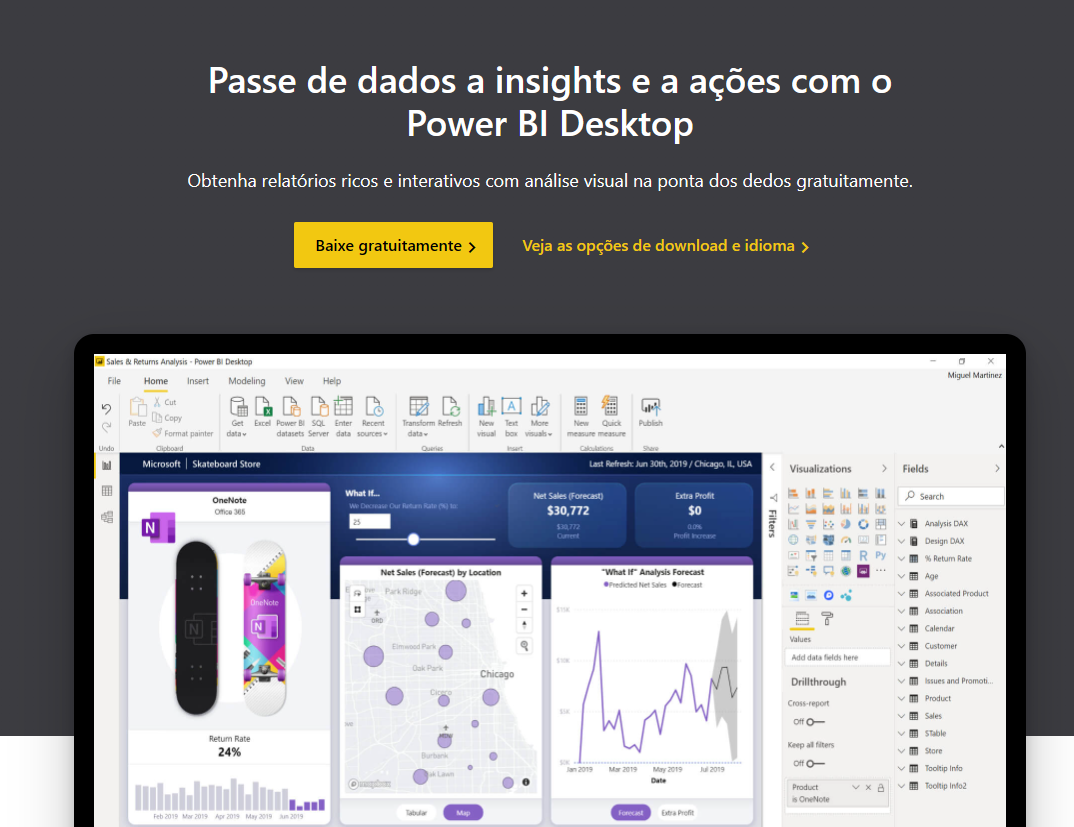 Passe de dados a insights e a ações com o
Power BI Desktop
Obtenha relatórios ricos e interativos com análise visual na ponta dos dedos gratuitamente.
Baixe gratuitamente
Veja as opções de download e idioma
Sales & Returns Analysis - Power BI Desktop
Miguel Martinez
File Home Insert Modeling View Help
Paste
Cut
Copy
Format painter
Get data
Excel
Power BI datasets
SQL Server
Enter data
Recent sources
Transform data
Refresh
New visual
Text box
More visuals
New measure
Quick measure
Publish
Undo Clipboard Data Queries Insert Calculations Share
Microsoft | Skateboard Store
Last Refresh: Jun 30th, 2019 / Chicago, IL, USA
OneNote
Office 365
N
OneNote
N
N
Return Rate
24%
Feb 2019 Mar 2019 Apr 2019 May 2019 Jun 2019
What If...
We Decrease Our Return Rate (%) to:
25
Net Sales (Forecast)
$30,772
$30,772
Current
Extra Profit
$0
0.0%
Profit Increase
Net Sales (Forecast) by Location
Park Ridge
ORD
Elmwood Park
Oak Park
Chicago
Cicero
MDW
Burbank
Oak Lawn
mapbox
Tabular
Map
"What If" Analysis Forecast
Predicted Net Sales Forecast
$15K
$10K
$5K
$0K
Jan 2019 Mar 2019 May 2019 Jul 2019
Date
Forecast
Extra Profit
Filters
Visualizations
R Py
Values
Add data fields here
Drillthrough
Cross-report
Off
Keep all filters
Off
Product
is OneNote
Fields
Search
Analysis DAX
Design DAX
% Return Rate
Age
Associated Product
Association
Calendar
Customer
Details
Issues and Promoti...
Product
Sales
STable
Store
Tooltip Info
Tooltip Info2